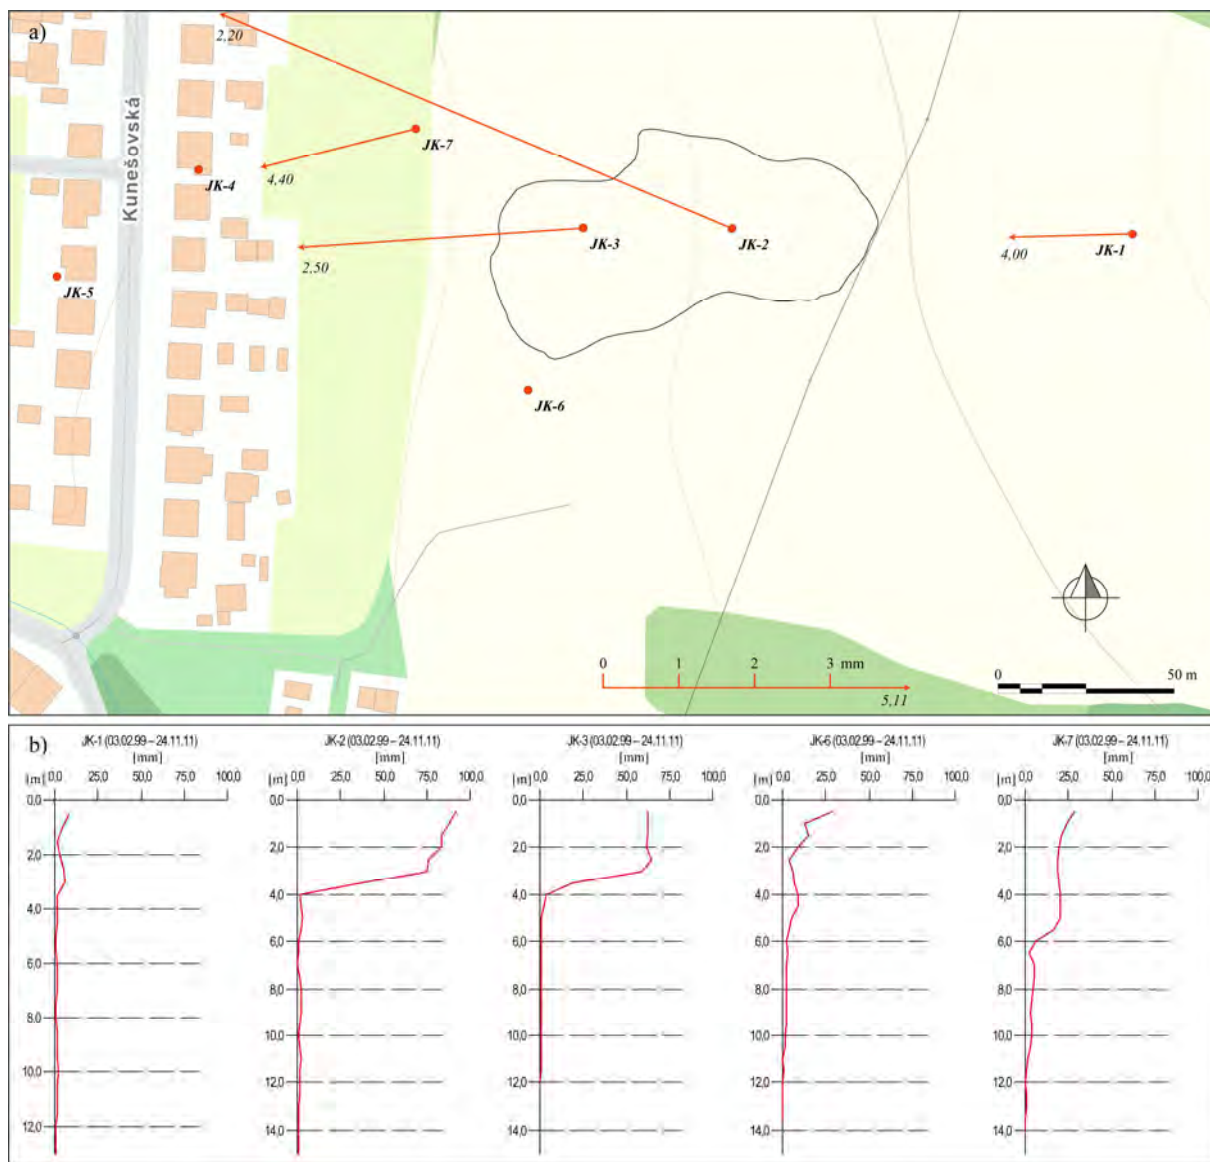 a)
2,20
Kunešovská
JK-7
JK-4
4,40
JK-3
JK-2
JK-1
4,00
2,50
JK-5
JK-6
0 1 2 3 mm
5,11
0 50 m
b)
JK-1 (03.02.99 – 24.11.11)
[mm]
[m] 0,0 25,0 50,0 75,0 100,0
0,0
2,0
4,0
6,0
8,0
10,0
12,0
JK-2 (03.02.99 – 24.11.11)
[mm]
[m] 0,0 25,0 50,0 75,0 100,0
0,0
2,0
4,0
6,0
8,0
10,0
12,0
14,0
JK-3 (03.02.99 – 24.11.11)
[mm]
[m] 0,0 25,0 50,0 75,0 100,0
0,0
2,0
4,0
6,0
8,0
10,0
12,0
14,0
JK-6 (03.02.99 – 24.11.11)
[mm]
[m] 0,0 25,0 50,0 75,0 100,0
0,0
2,0
4,0
6,0
8,0
10,0
12,0
14,0
JK-7 (03.02.99 – 24.11.11)
[mm]
[m] 0,0 25,0 50,0 75,0 100,0
0,0
2,0
4,0
6,0
8,0
10,0
12,0
14,0